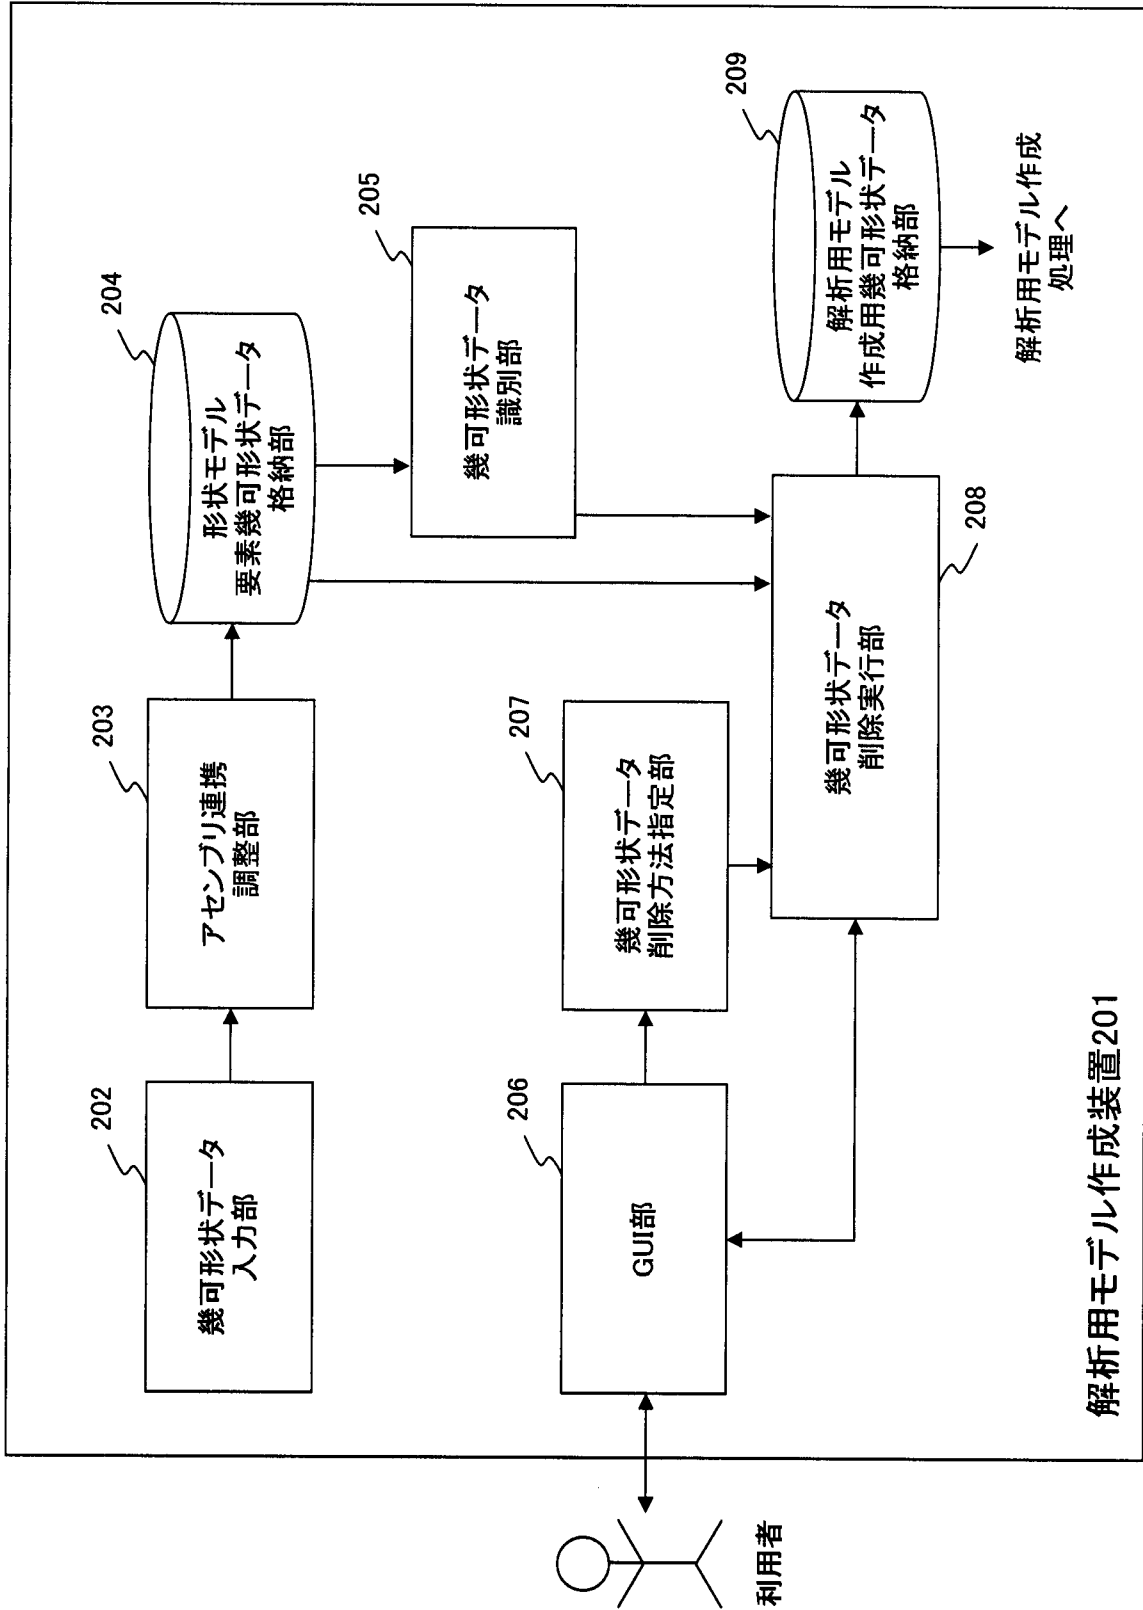 202
幾可形状データ
入力部
203
アセンブリ連携
調整部
204
形状モデル
要素幾可形状データ
格納部
205
幾可形状データ
識別部
206
GUI部
207
幾可形状データ
削除方法指定部
208
幾可形状データ
削除実行部
209
解析用モデル
作成用幾可形状データ
格納部
解析用モデル作成
処理へ
利用者
解析用モデル作成装置201